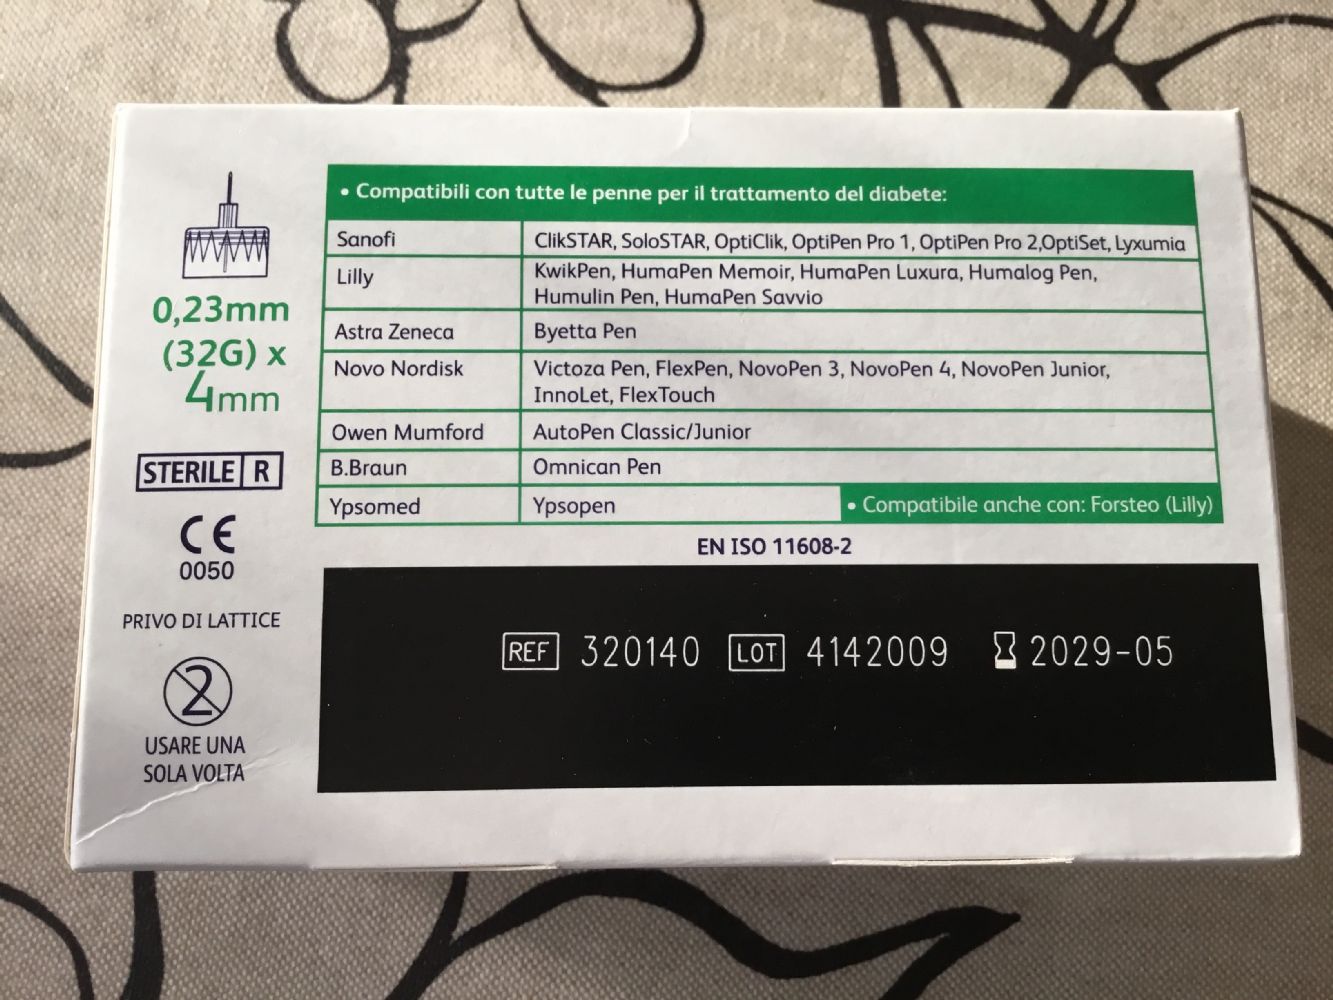 • Compatibili con tutte le penne per il trattamento del diabete:
Sanofi ClikSTAR, SoloSTAR, OptiClik, OptiPen Pro 1, OptiPen Pro 2,OptiSet, Lyxumia
Lilly KwikPen, HumaPen Memoir, HumaPen Luxura, Humalog Pen,
Humulin Pen, HumaPen Savvio
Astra Zeneca Byetta Pen
Novo Nordisk Victoza Pen, FlexPen, NovoPen 3, NovoPen 4, NovoPen Junior,
InnoLet, FlexTouch
Owen Mumford AutoPen Classic/Junior
B.Braun Omnican Pen
Ypsomed Ypsopen • Compatibile anche con: Forsteo (Lilly)
EN ISO 11608-2
0,23mm
(32G) x
4mm
STERILE R
CE
0050
PRIVO DI LATTICE
2
USARE UNA
SOLA VOLTA
REF 320140 LOT 4142009 2029-05